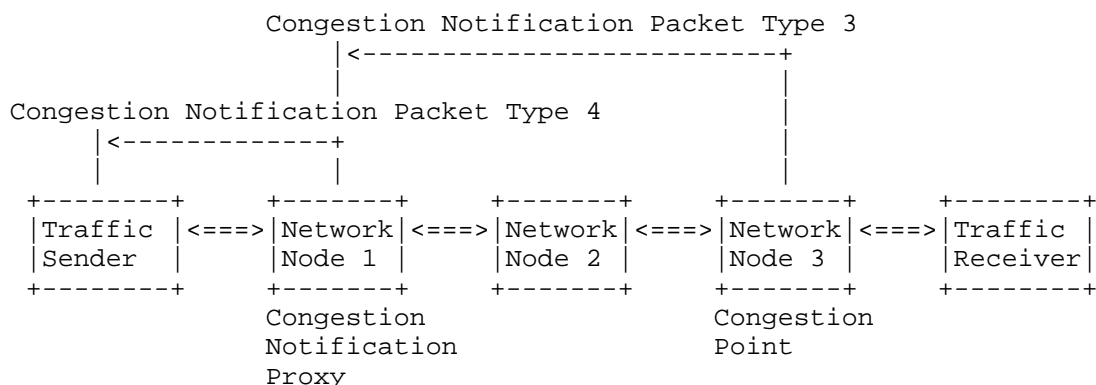 Congestion Notification Packet Type 3
|<---------------------------+
|                            |
Congestion Notification Packet Type 4            |
|<-------------+                            |
|              |                            |
+--------+     +-------+     +-------+     +-------+     +--------+
|Traffic |<===>|Network|<===>|Network|<===>|Network|<===>|Traffic |
|Sender  |     |Node 1 |     |Node 2 |     |Node 3 |     |Receiver|
+--------+     +-------+     +-------+     +-------+     +--------+
Congestion                   Congestion
Notification                 Point
Proxy